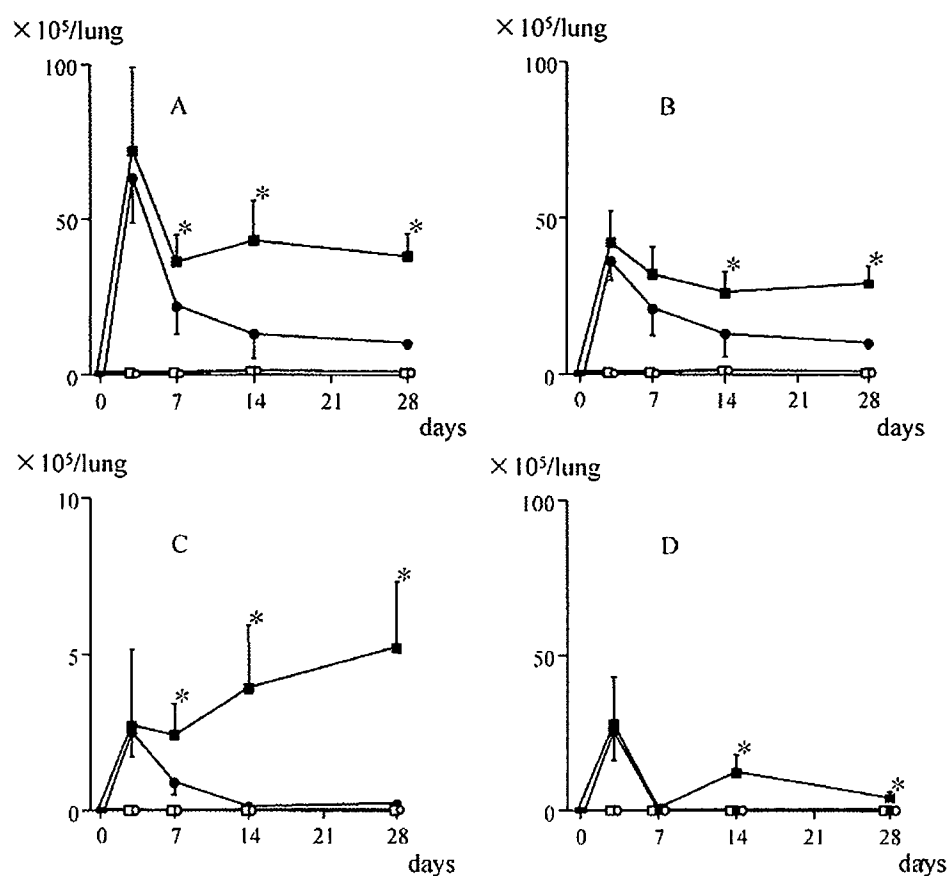 × 10⁵/lung
100
A
*
*
*
50
0
0 7 14 21 28
days
× 10⁵/lung
100
B
*
*
50
0
0 7 14 21 28
days
× 10⁵/lung
10
C
*
*
*
5
0
0 7 14 21 28
days
× 10⁵/lung
100
D
50
*
*
0
0 7 14 21 28
days